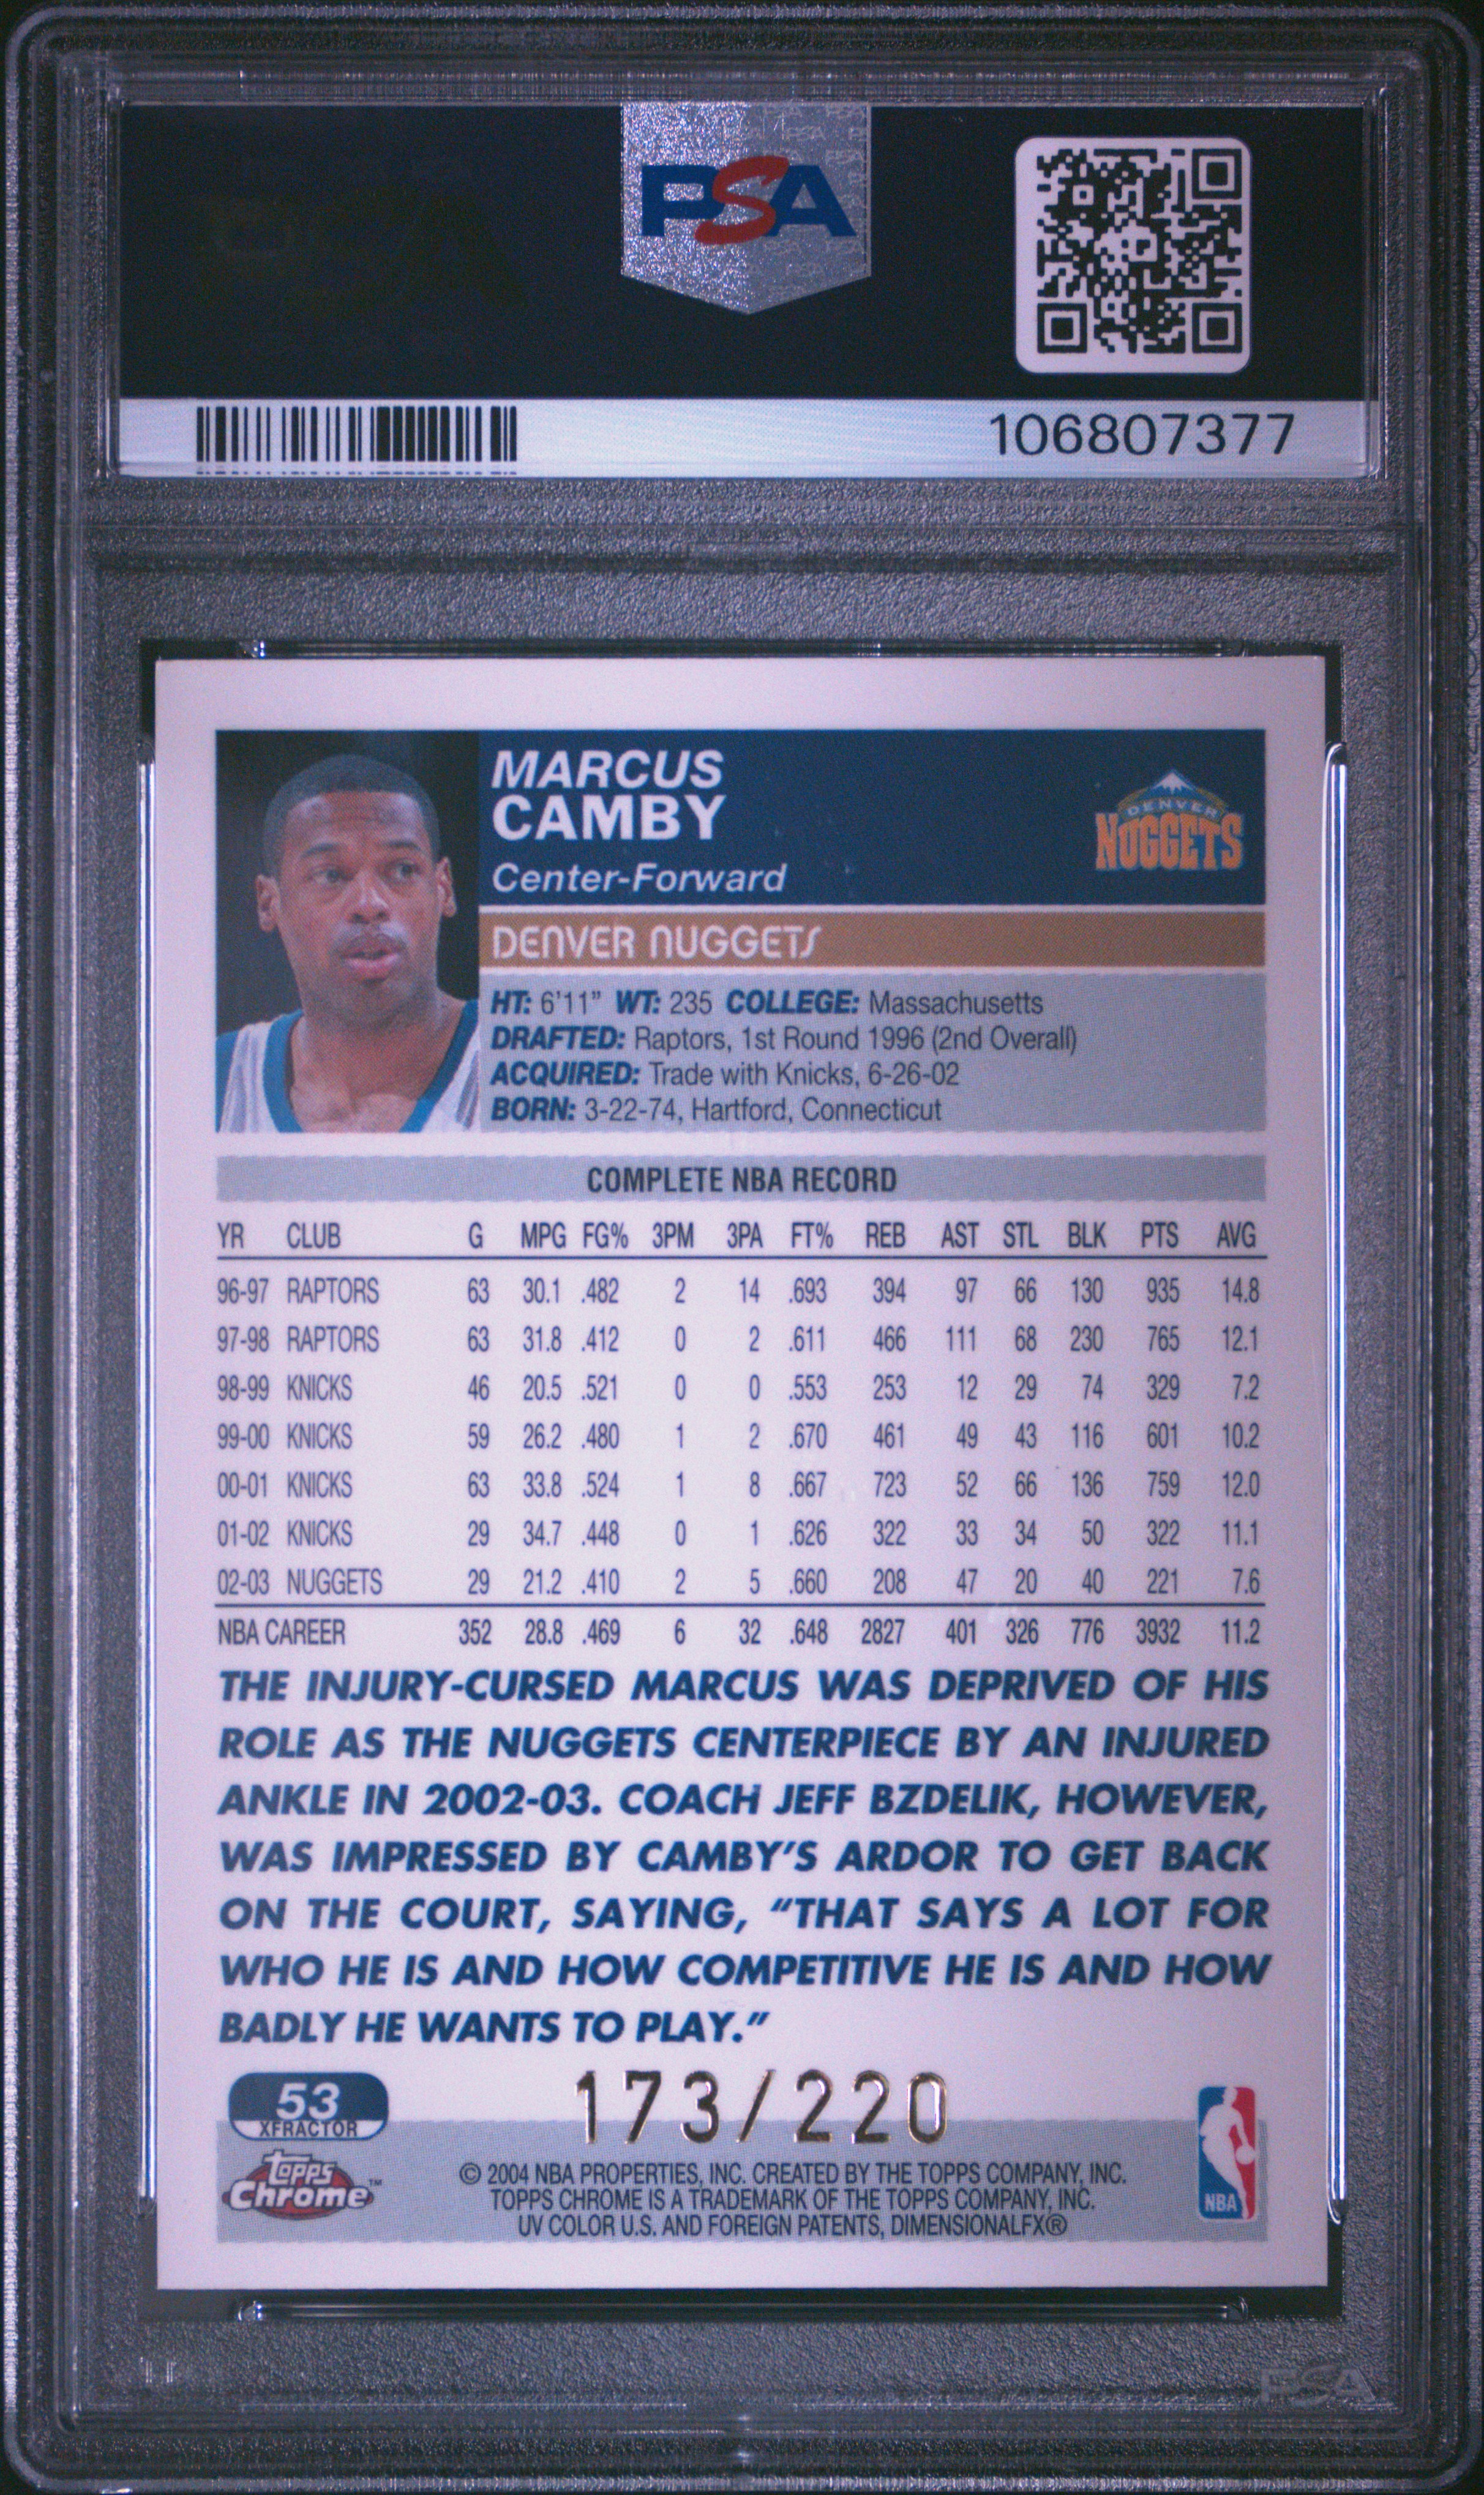 PSA
106807377
MARCUS
CAMBY
Center-Forward
DENVER NUGGETS
DENVER NUGGETS
HT: 6'11" WT: 235 COLLEGE: Massachusetts
DRAFTED: Raptors, 1st Round 1996 (2nd Overall)
ACQUIRED: Trade with Knicks, 6-26-02
BORN: 3-22-74, Hartford, Connecticut
COMPLETE NBA RECORD
YR CLUB G MPG FG% 3PM 3PA FT% REB AST STL BLK PTS AVG
96-97 RAPTORS 63 30.1 .482 2 14 .693 394 97 66 130 935 14.8
97-98 RAPTORS 63 31.8 .412 0 2 .611 466 111 68 230 765 12.1
98-99 KNICKS 46 20.5 .521 0 0 .553 253 12 29 74 329 7.2
99-00 KNICKS 59 26.2 .480 1 2 .670 461 49 43 116 601 10.2
00-01 KNICKS 63 33.8 .524 1 8 .667 723 52 66 136 759 12.0
01-02 KNICKS 29 34.7 .448 0 1 .626 322 33 34 50 322 11.1
02-03 NUGGETS 29 21.2 .410 2 5 .660 208 47 20 40 221 7.6
NBA CAREER 352 28.8 .469 6 32 .648 2827 401 326 776 3932 11.2
THE INJURY-CURSED MARCUS WAS DEPRIVED OF HIS
ROLE AS THE NUGGETS CENTERPIECE BY AN INJURED
ANKLE IN 2002-03. COACH JEFF BZDELIK, HOWEVER,
WAS IMPRESSED BY CAMBY'S ARDOR TO GET BACK
ON THE COURT, SAYING, "THAT SAYS A LOT FOR
WHO HE IS AND HOW COMPETITIVE HE IS AND HOW
BADLY HE WANTS TO PLAY."
53
XFRACTOR
173/220
Topps
Chrome™
© 2004 NBA PROPERTIES, INC. CREATED BY THE TOPPS COMPANY, INC.
TOPPS CHROME IS A TRADEMARK OF THE TOPPS COMPANY, INC.
UV COLOR U.S. AND FOREIGN PATENTS, DIMENSIONALFX®
NBA
PSA